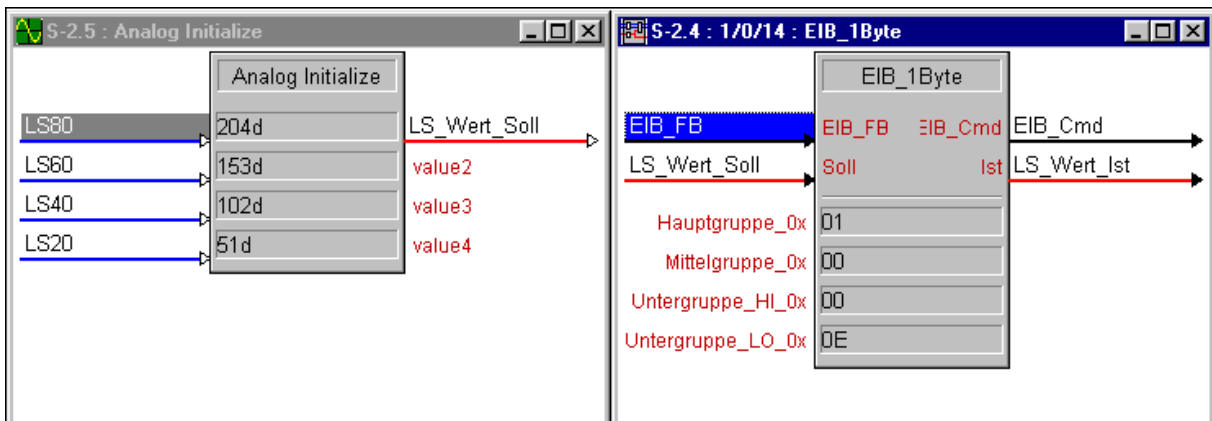 S-2.5 : Analog Initialize
Analog Initialize
LS80 204d LS_Wert_Soll
LS60 153d value2
LS40 102d value3
LS20 51d value4
S-2.4 : 1/0/14 : EIB_1Byte
EIB_1Byte
EIB_FB EIB_FB EIB_Cmd EIB_Cmd
LS_Wert_Soll Soll Ist LS_Wert_Ist
Hauptgruppe_0x 01
Mittelgruppe_0x 00
Untergruppe_HI_0x 00
Untergruppe_LO_0x 0E